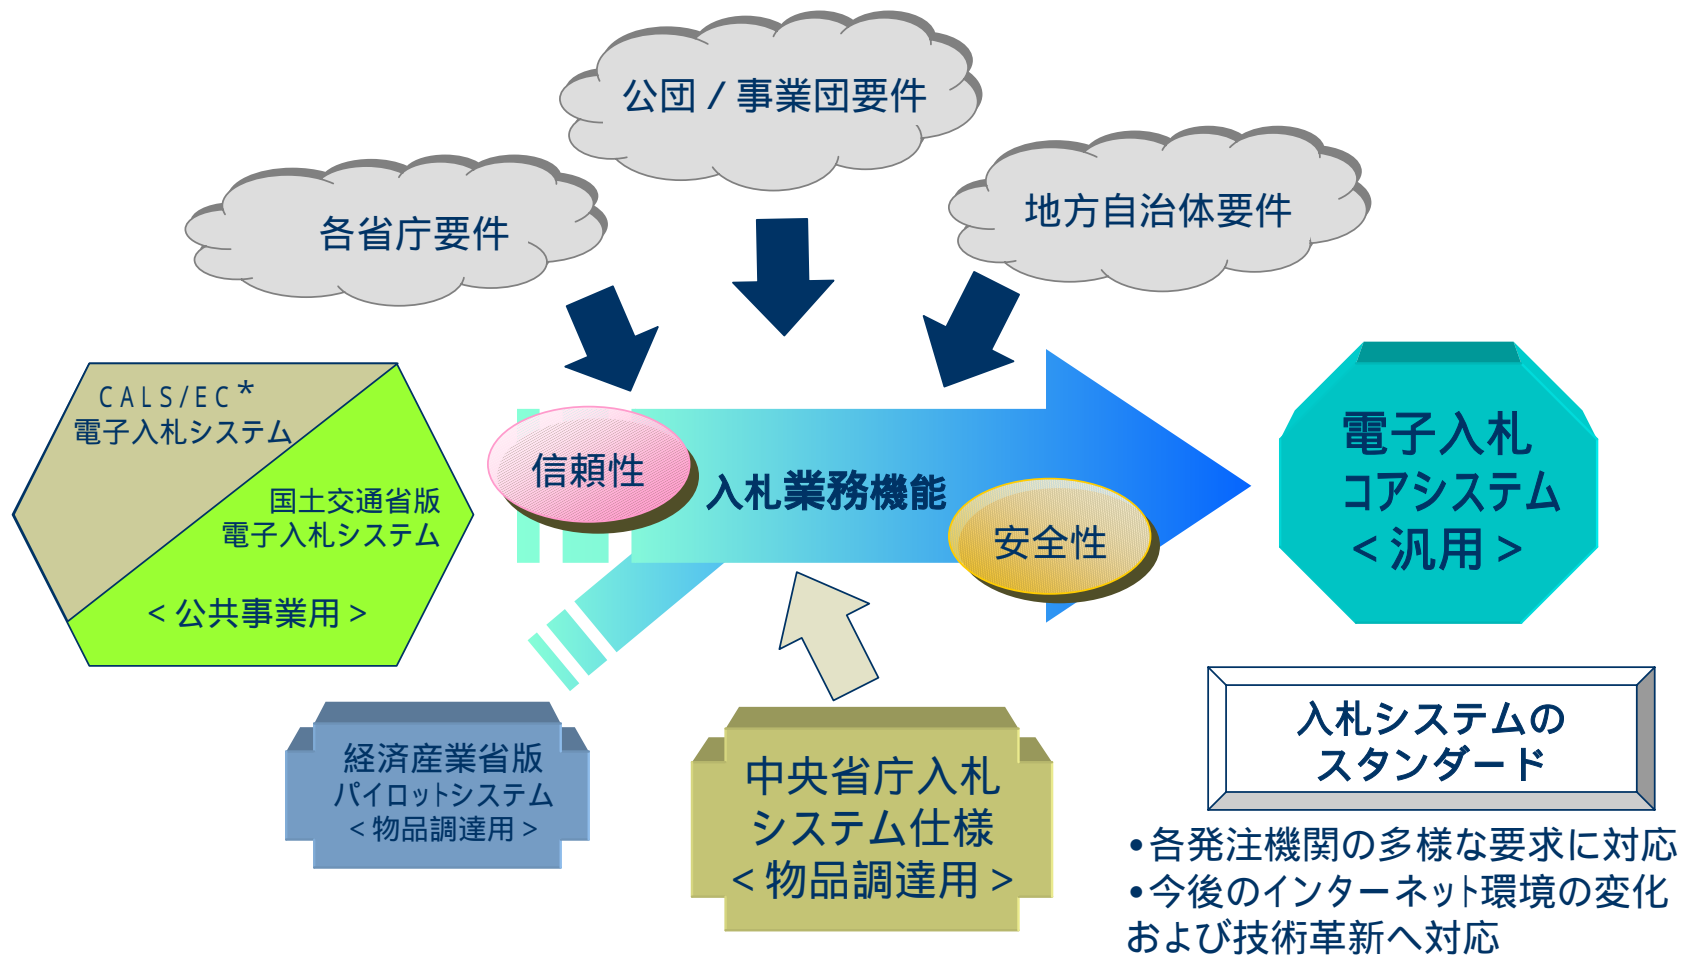 公団 / 事業団要件
各省庁要件
地方自治体要件
CALS/EC*
電子入札システム
国土交通省版
電子入札システム
<公共事業用>
信頼性
入札業務機能
安全性
電子入札
コアシステム
<汎用>
経済産業省版
パイロットシステム
<物品調達用>
中央省庁入札
システム仕様
<物品調達用>
入札システムの
スタンダード
•各発注機関の多様な要求に対応
•今後のインターネット環境の変化
および技術革新へ対応